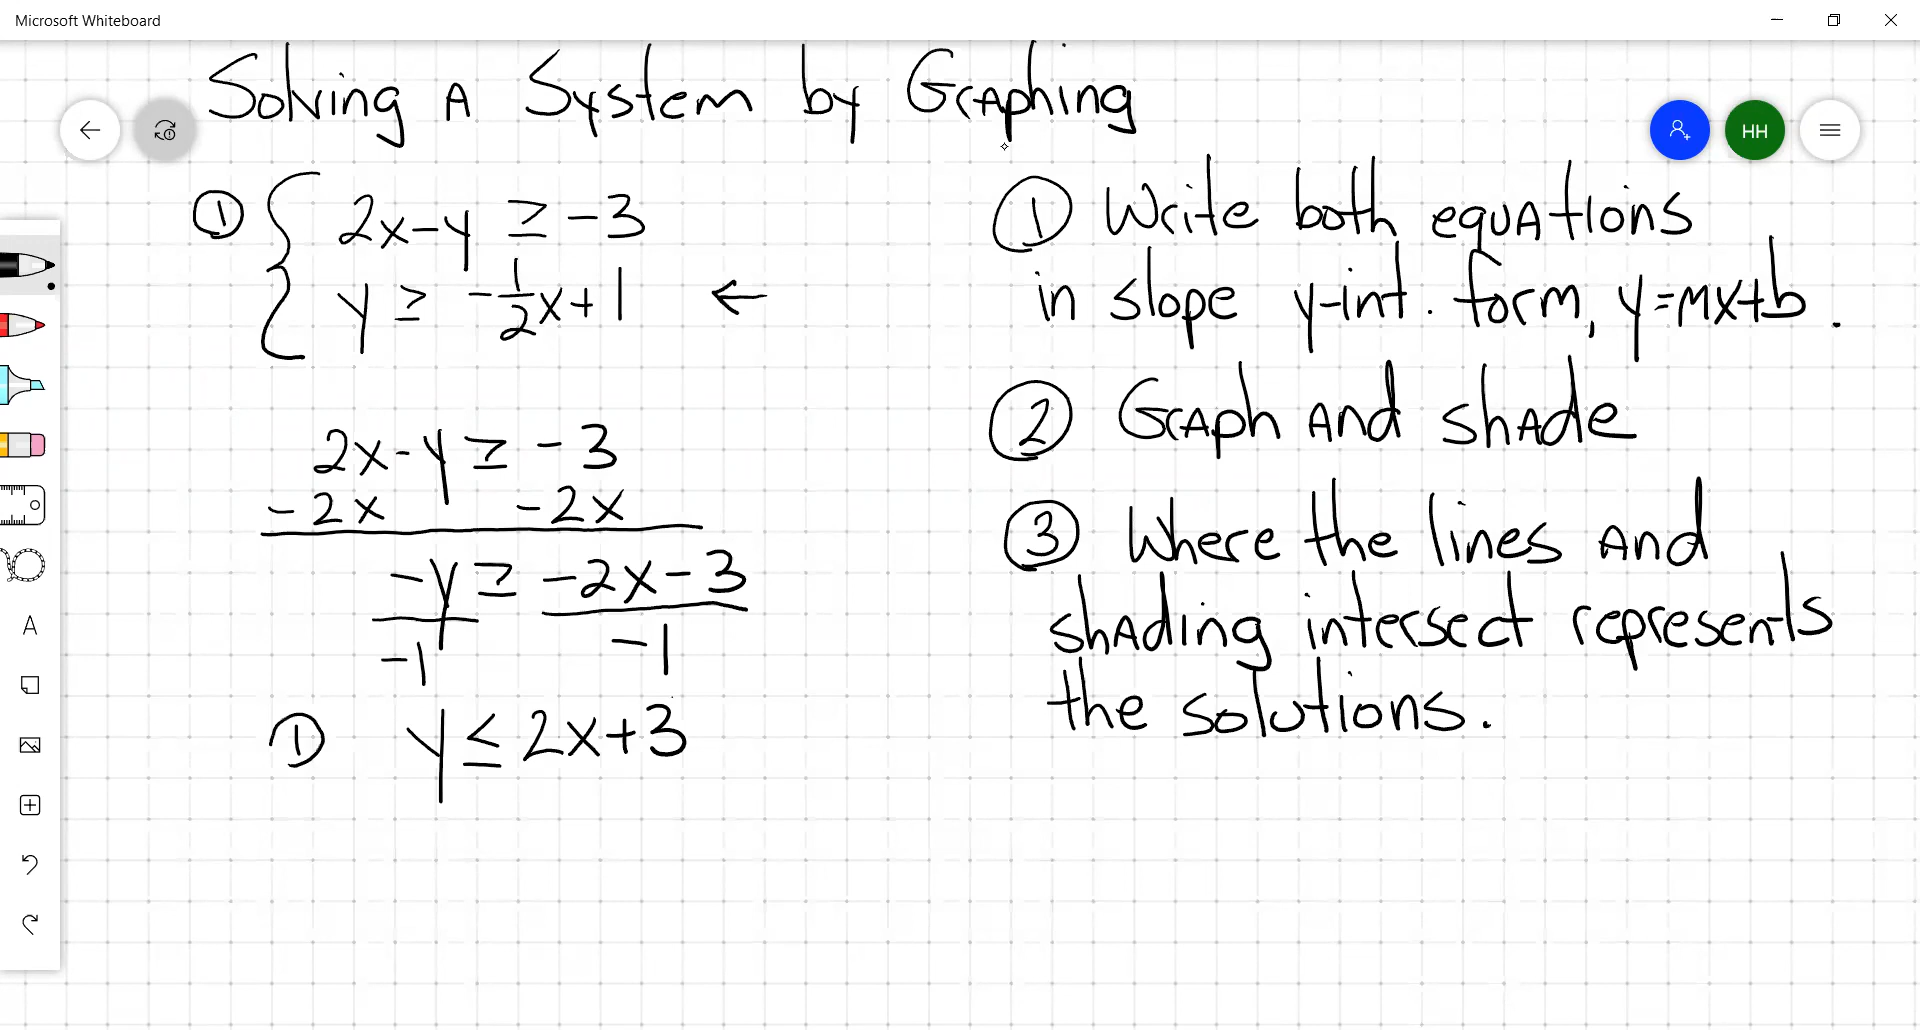 Microsoft Whiteboard
Solving A System by Graphing
HH
① 2x-y ≥ -3
y ≥ -1/2x+1 ←
2x-y ≥ -3
-2x -2x
-y ≥ -2x-3
-1 -1
① y ≤ 2x+3
① Write both equations
in slope y-int. form, y=mx+b.
② Graph and shade
③ Where the lines and
shading intersect represents
the solutions.
A